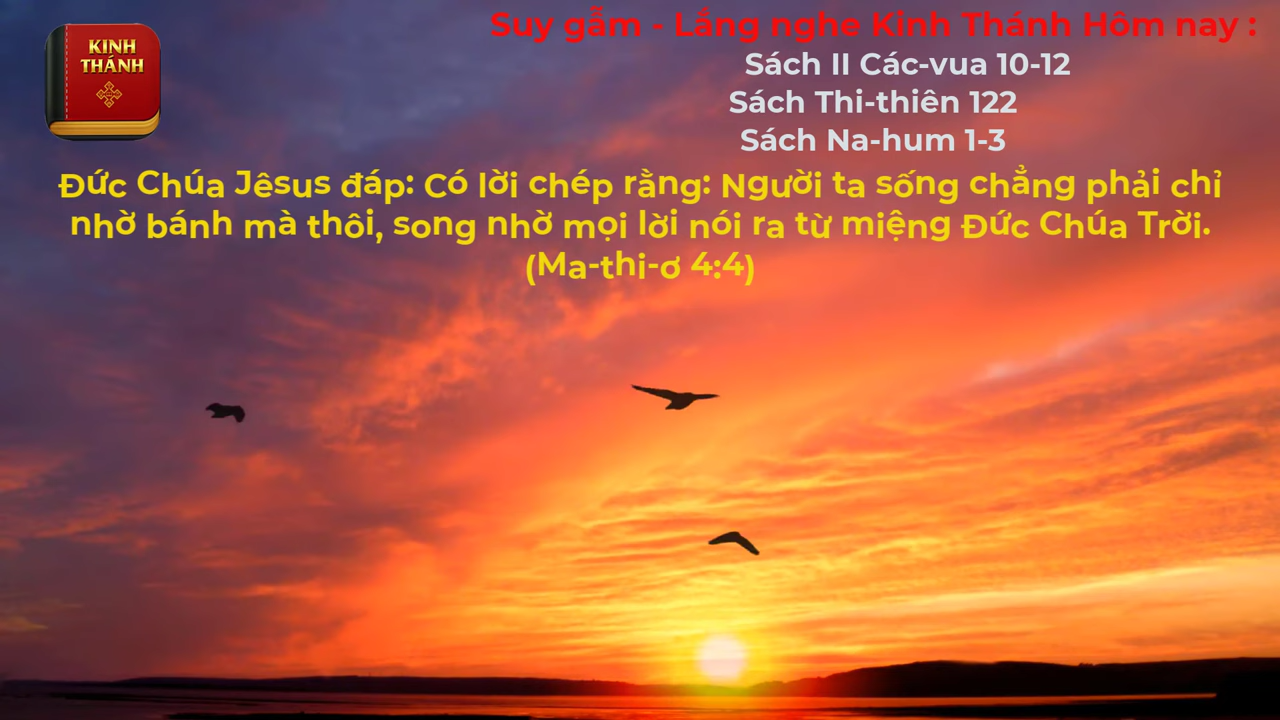 KINH
THÁNH
Suy gẫm - Lắng nghe Kinh Thánh Hôm nay :
Sách II Các-vua 10-12
Sách Thi-thiên 122
Sách Na-hum 1-3
Đức Chúa Jêsus đáp: Có lời chép rằng: Người ta sống chẳng phải chỉ
nhờ bánh mà thôi, song nhờ mọi lời nói ra từ miệng Đức Chúa Trời.
(Ma-thi-ơ 4:4)